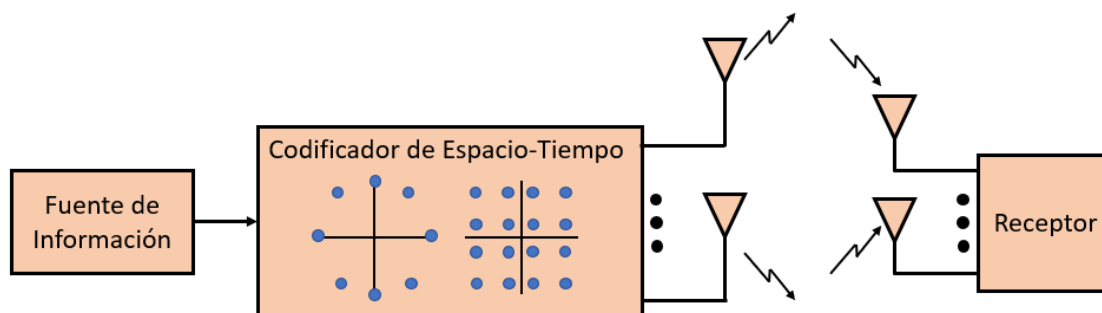 Codificador de Espacio-Tiempo
Fuente de
Información
Receptor